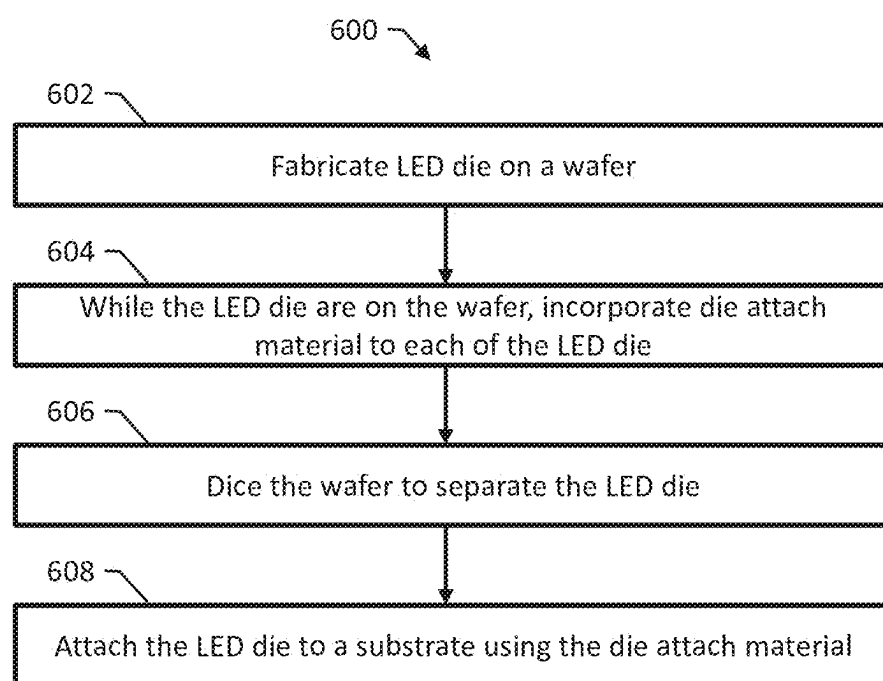 600
602
Fabricate LED die on a wafer
604
While the LED die are on the wafer, incorporate die attach
material to each of the LED die
606
Dice the wafer to separate the LED die
608
Attach the LED die to a substrate using the die attach material